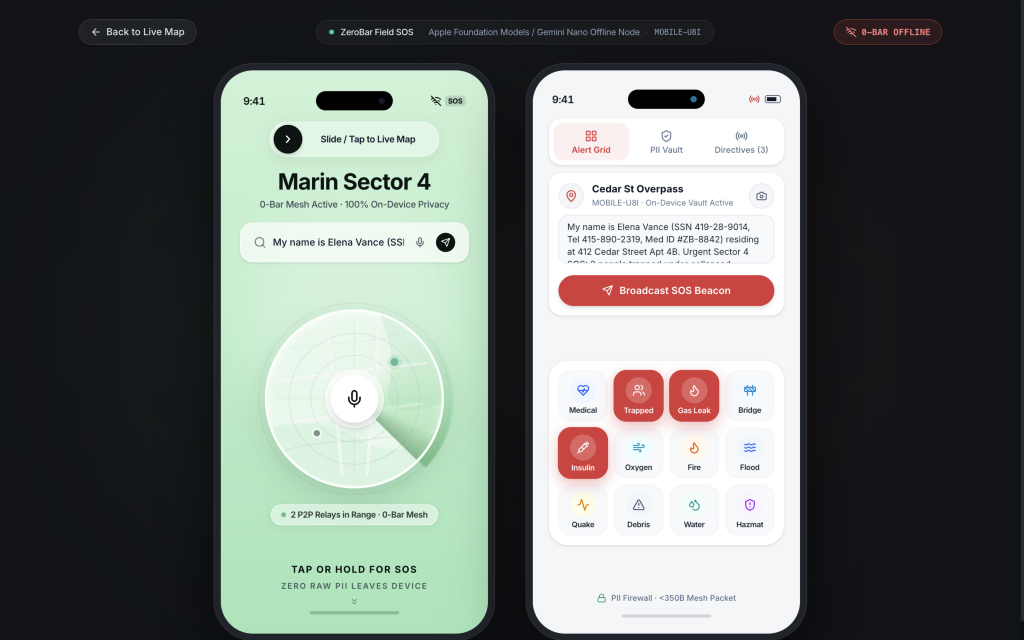 Back to Live Map
ZeroBar Field SOS · Apple Foundation Models / Gemini Nano Offline Node · MOBILE-U8I
0-BAR OFFLINE
9:41
SOS
Slide / Tap to Live Map
Marin Sector 4
0-Bar Mesh Active · 100% On-Device Privacy
My name is Elena Vance (SSI
2 P2P Relays in Range · 0-Bar Mesh
TAP OR HOLD FOR SOS
ZERO RAW PII LEAVES DEVICE
9:41
Alert Grid
PII Vault
Directives (3)
Cedar St Overpass
MOBILE-U8I · On-Device Vault Active
My name is Elena Vance (SSN 419-28-9014,
Tel 415-890-2319, Med ID #ZB-8842) residing
at 412 Cedar Street Apt 4B. Urgent Sector 4
Broadcast SOS Beacon
Medical
Trapped
Gas Leak
Bridge
Insulin
Oxygen
Fire
Flood
Quake
Debris
Water
Hazmat
PII Firewall · <350B Mesh Packet